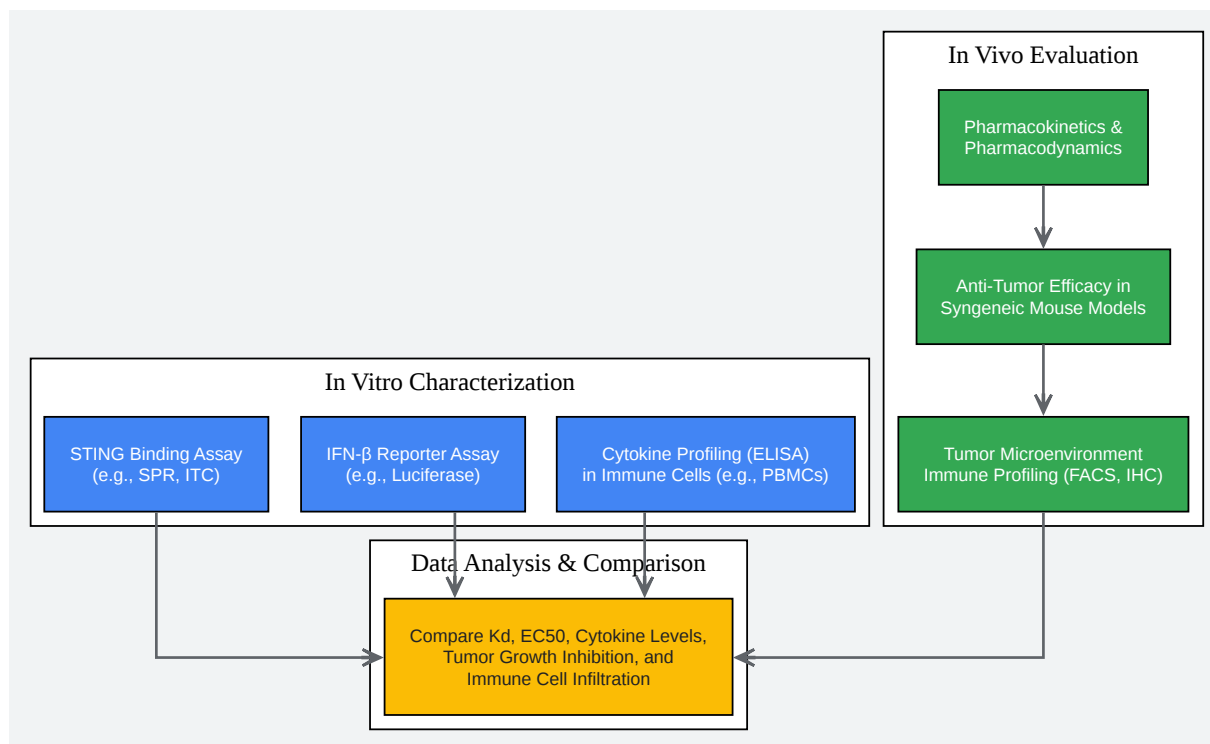 In Vivo Evaluation
Pharmacokinetics &
Pharmacodynamics
Anti-Tumor Efficacy in
Syngeneic Mouse Models
Tumor Microenvironment
Immune Profiling (FACS, IHC)
In Vitro Characterization
STING Binding Assay
(e.g., SPR, ITC)
IFN-β Reporter Assay
(e.g., Luciferase)
Cytokine Profiling (ELISA)
in Immune Cells (e.g., PBMCs)
Data Analysis & Comparison
Compare Kd, EC50, Cytokine Levels,
Tumor Growth Inhibition, and
Immune Cell Infiltration